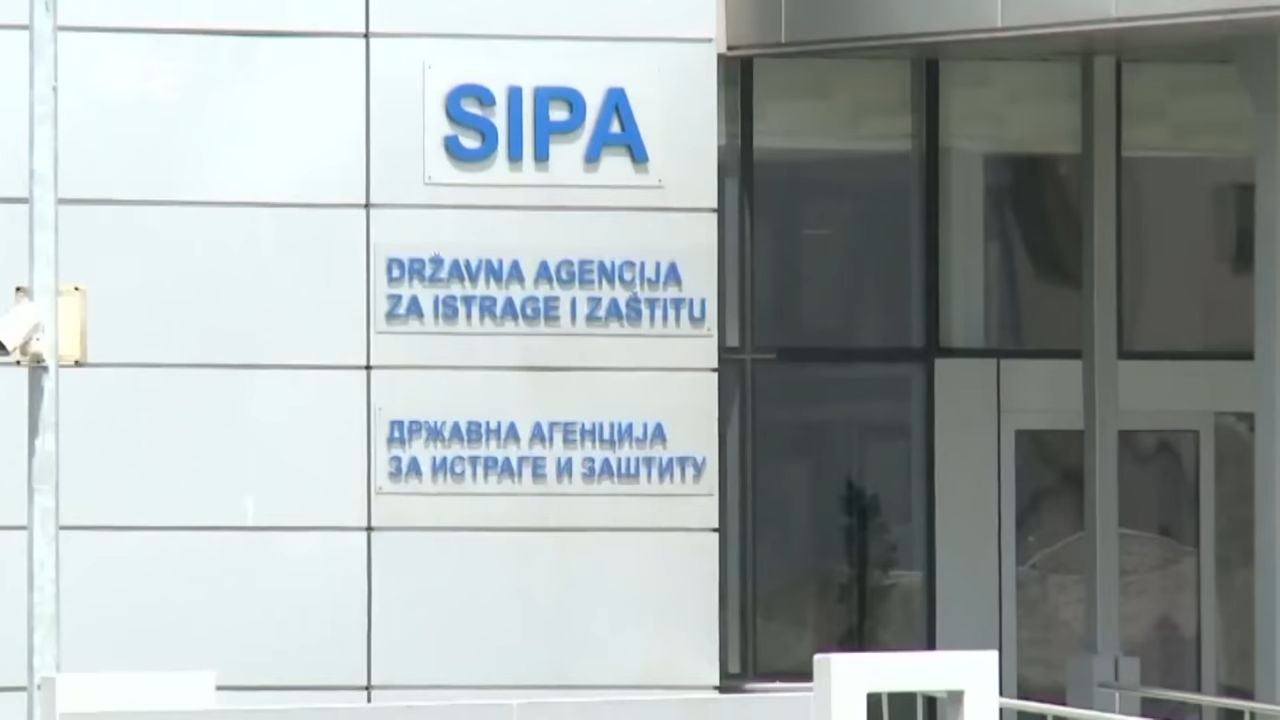 SIPA
DRŽAVNA AGENCIJA
ZA ISTRAGE I ZAŠTITU
ДРЖАВНА АГЕНЦИЈА
ЗА ИСТРАГЕ И ЗАШТИТУ